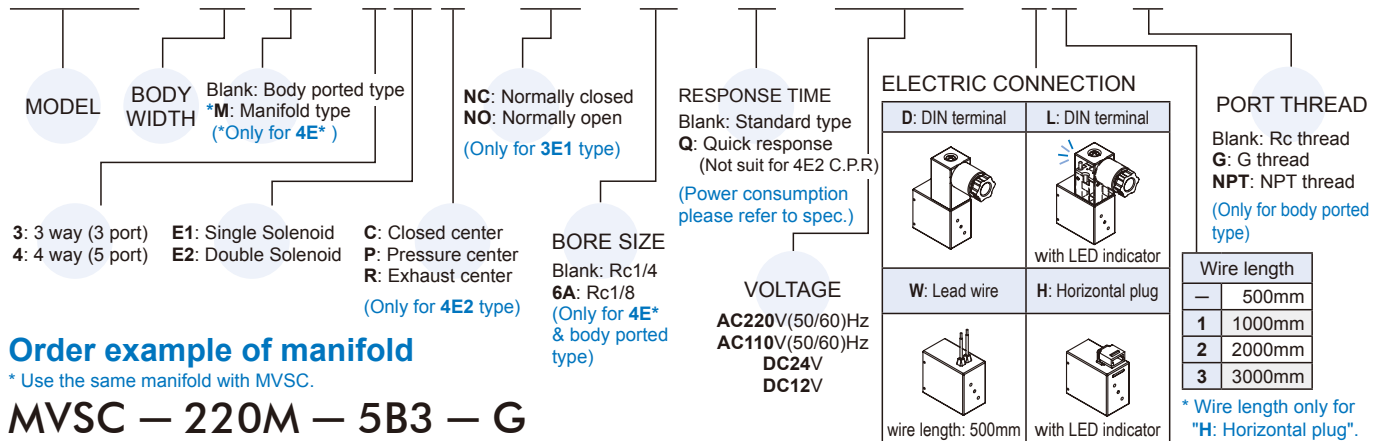 MODEL
BODY
WIDTH
Blank: Body ported type
*M: Manifold type
(*Only for 4E* )
3: 3 way (3 port)
4: 4 way (5 port)
E1: Single Solenoid
E2: Double Solenoid
NC: Normally closed
NO: Normally open
(Only for 3E1 type)
C: Closed center
P: Pressure center
R: Exhaust center
(Only for 4E2 type)
BORE SIZE
Blank: Rc1/4
6A: Rc1/8
(Only for 4E*
& body ported
type)
RESPONSE TIME
Blank: Standard type
Q: Quick response
(Not suit for 4E2 C.P.R)
(Power consumption
please refer to spec.)
VOLTAGE
AC220V(50/60)Hz
AC110V(50/60)Hz
DC24V
DC12V
ELECTRIC CONNECTION
D: DIN terminal
L: DIN terminal
with LED indicator
W: Lead wire
H: Horizontal plug
wire length: 500mm
with LED indicator
PORT THREAD
Blank: Rc thread
G: G thread
NPT: NPT thread
(Only for body ported
type)
Wire length
— 500mm
1 1000mm
2 2000mm
3 3000mm
* Wire length only for
"H: Horizontal plug".
Order example of manifold
* Use the same manifold with MVSC.
MVSC — 220M — 5B3 — G